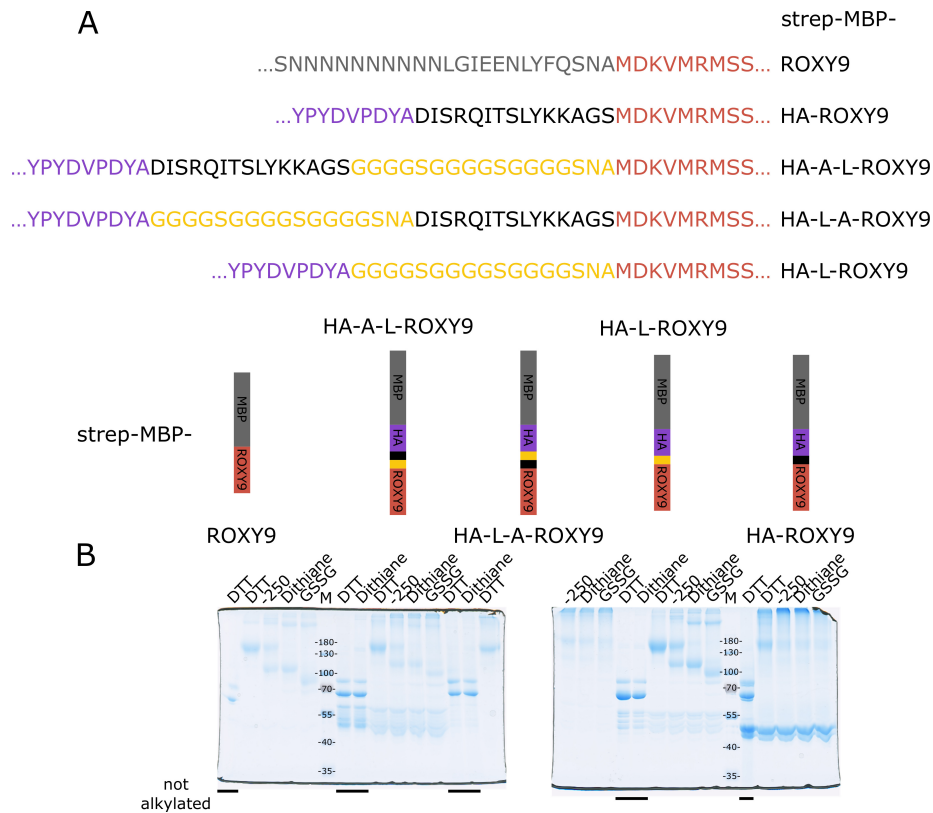 A
strep-MBP-
...SNNNNNNNNNNLGIEENLYFQSNAMDKVMRMSS... ROXY9
...YPYDVPDYADISRQITSLYKKAGSMDKVMRMSS... HA-ROXY9
...YPYDVPDYADISRQITSLYKKAGSGGGGSGGGGSGGGGSNAMDKVMRMSS... HA-A-L-ROXY9
...YPYDVPDYAGGGGSGGGGSGGGGSNADISRQITSLYKKAGSMDKVMRMSS... HA-L-A-ROXY9
...YPYDVPDYAGGGGSGGGGSGGGGSNAMDKVMRMSS... HA-L-ROXY9
HA-A-L-ROXY9 HA-L-ROXY9
strep-MBP-
MBP ROXY9
MBP HA ROXY9
MBP HA ROXY9
MBP HA ROXY9
MBP HA ROXY9
ROXY9 HA-L-A-ROXY9 HA-ROXY9
B
DTT DTT -250 Dithiane GSSG M DTT Dithiane DTT -250 Dithiane GSSG DTT Dithiane DTT
-250 Dithiane GSSG DTT Dithiane DTT -250 Dithiane GSSG M DTT DTT -250 Dithiane GSSG
-180-
-130-
-100-
-70-
-55-
-40-
-35-
-180-
-130-
-100-
-70-
-55-
-40-
-35-
not
alkylated